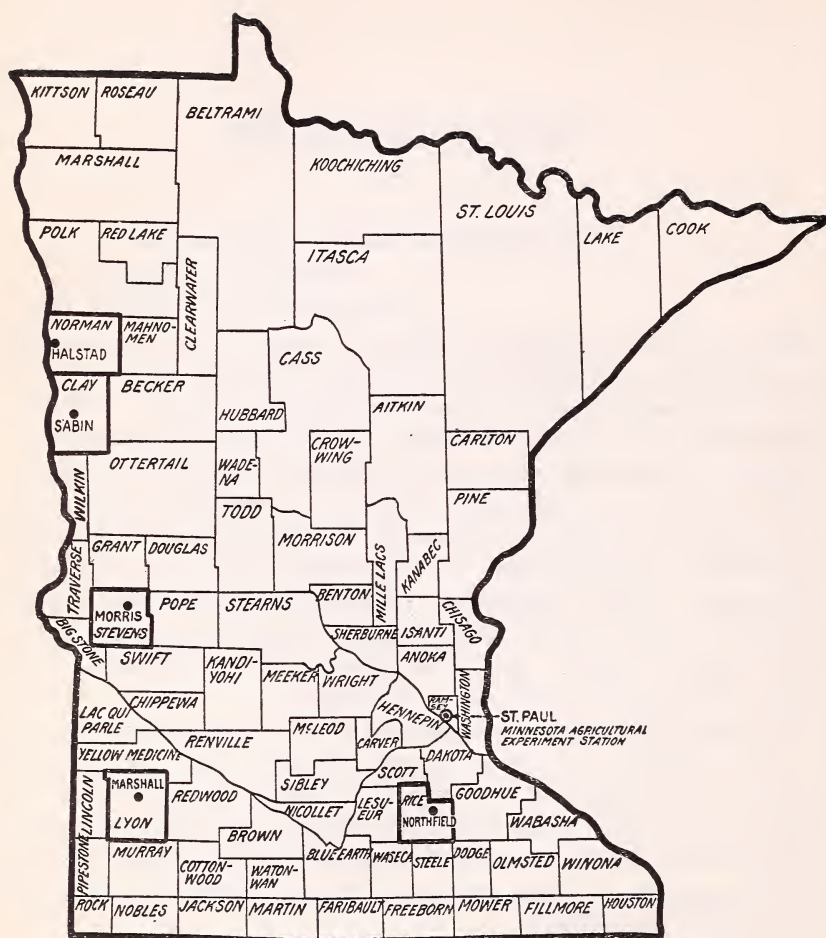 KITTSON
ROSEAU
BELTRAMI
MARSHALL
KOOCHICHING
ST. LOUIS
LAKE
COOK
POLK
RED LAKE
ITASCA
CLEARWATER
NORMAN
HALSTAD
MAHNO-
MEN
CASS
CLAY
SABIN
BECKER
HUBBARD
AITKIN
OTTERTAIL
WADE-
NA
CROW-
WING
CARLTON
WILKIN
TODD
PINE
MORRISON
GRANT
DOUGLAS
TRAVERSE
MILLE LACS
KANABEC
BENTON
CHISAGO
MORRIS
STEVENS
POPE
STEARNS
SHERBURNE
ISANTI
BIG STONE
ANOKA
SWIFT
KANDI-
YOHI
MEEKER
WRIGHT
WASHINGTON
RAM-
SEY
CHIPPEWA
HENNEPIN
LAC QUI
PARLE
ST. PAUL
MINNESOTA AGRICULTURAL
EXPERIMENT STATION
McLEOD
CARVER
RENVILLE
YELLOW MEDICINE
DAKOTA
SCOTT
SIBLEY
MARSHALL
LYON
LINCOLN
REDWOOD
NICOLLET
LESU-
EUR
RICE
NORTHFIELD
GOODHUE
WABASHA
BROWN
PIPESTONE
MURRAY
COTTON-
WOOD
WATON-
WAN
BLUE EARTH
WASECA
STEELE
DODGE
OLMSTED
WINONA
ROCK
NOBLES
JACKSON
MARTIN
FARIBAULT
FREEBORN
MOWER
FILLMORE
HOUSTON